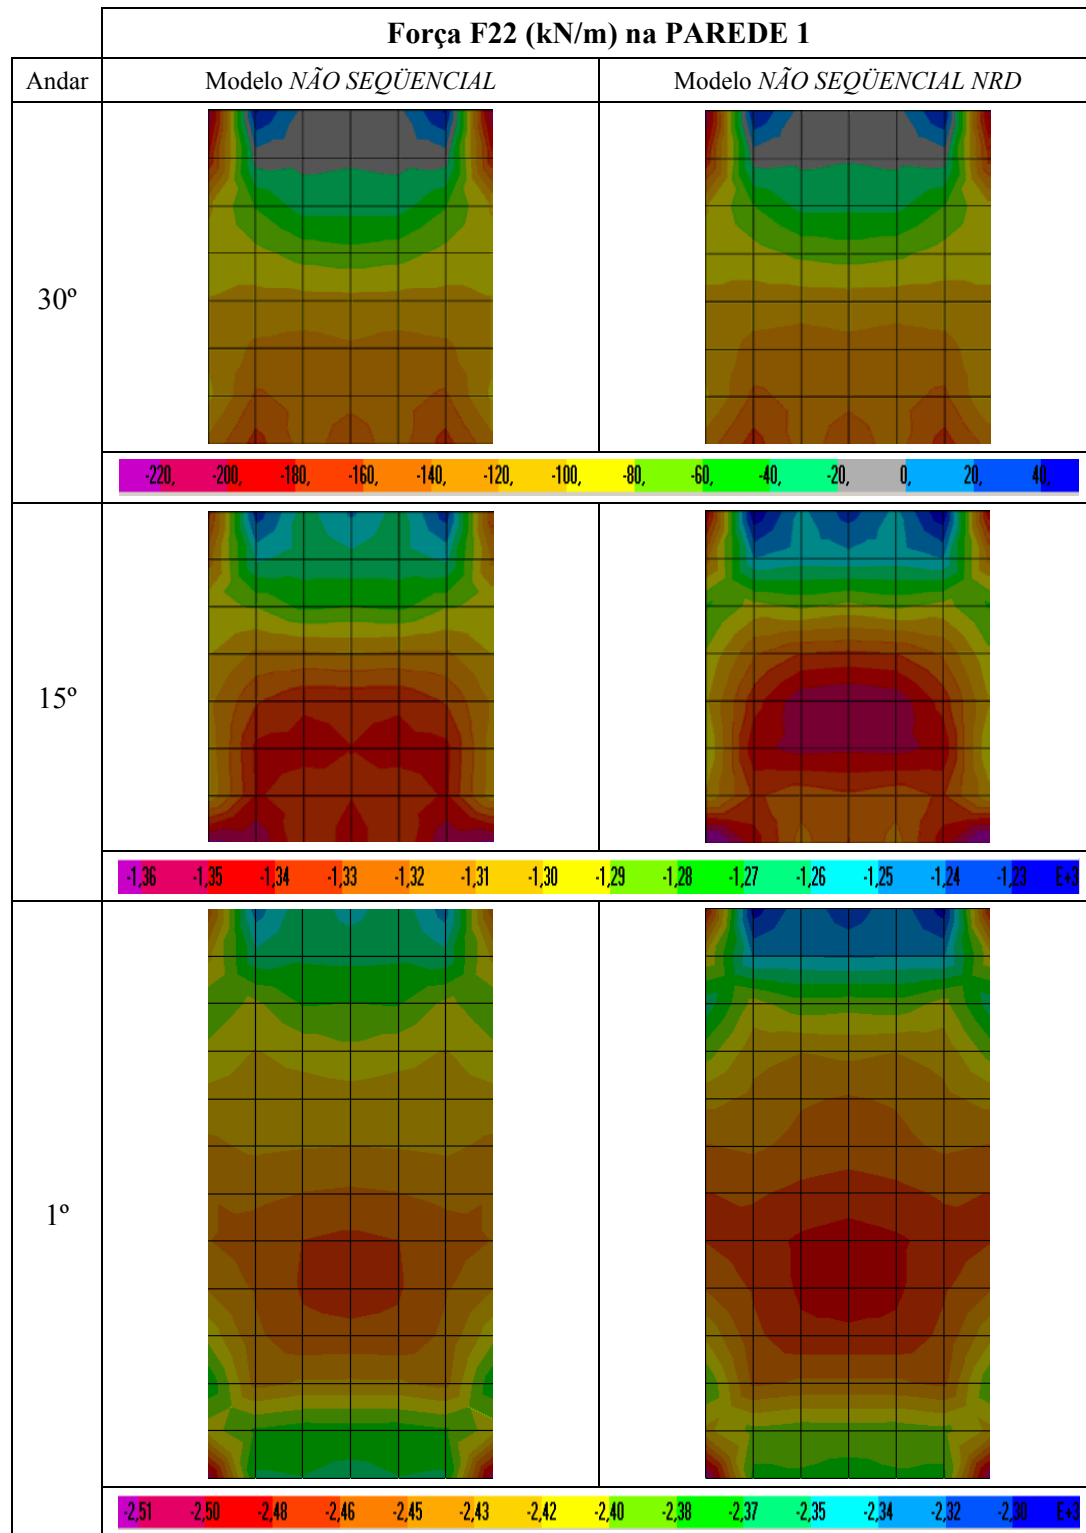 Força F22 (kN/m) na PAREDE 1
Andar Modelo NÃO SEQÜENCIAL Modelo NÃO SEQÜENCIAL NRD
30º
-220, -200, -180, -160, -140, -120, -100, -80, -60, -40, -20, 0, 20, 40,
15º
-1,36 -1,35 -1,34 -1,33 -1,32 -1,31 -1,30 -1,29 -1,28 -1,27 -1,26 -1,25 -1,24 -1,23 E+3
1º
-2,51 -2,50 -2,48 -2,46 -2,45 -2,43 -2,42 -2,40 -2,38 -2,37 -2,35 -2,34 -2,32 -2,30 E+3